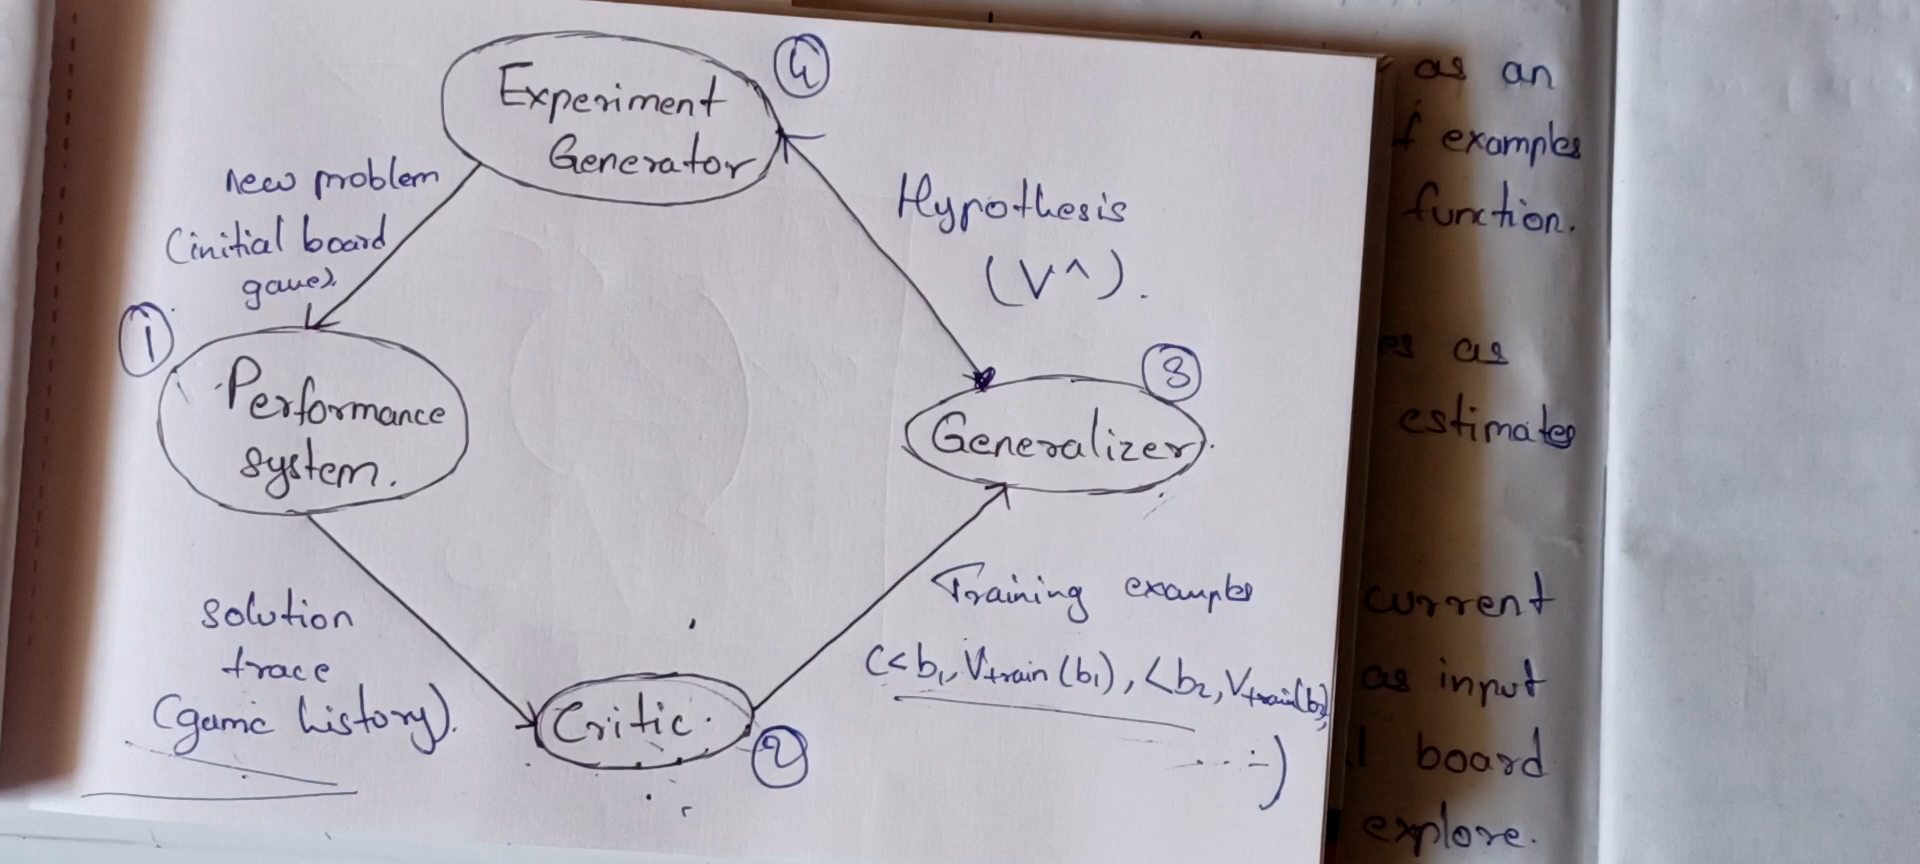 Experiment
Generator
4
new problem
(initial board
game).
Hypothesis
(V^).
1
Performance
system.
3
Generalizer.
solution
trace
(game history).
Critic.
2
Training examples
(<b1, Vtrain(b1), <b2, Vtrain(b2),
...)
as an
f examples
function.
es as
estimates
current
as input
board
explore.